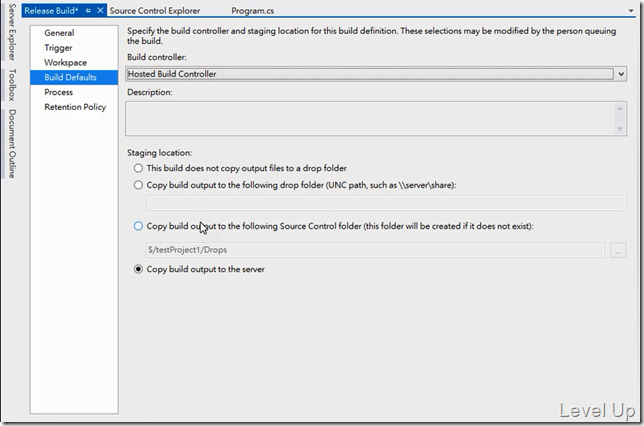 Release Build*
Source Control Explorer
Program.cs
Server Explorer
Toolbox
Document Outline
General
Trigger
Workspace
Build Defaults
Process
Retention Policy
Specify the build controller and staging location for this build definition. These selections may be modified by the person queuing
the build.
Build controller:
Hosted Build Controller
Description:
Staging location:
This build does not copy output files to a drop folder
Copy build output to the following drop folder (UNC path, such as \\server\share):
Copy build output to the following Source Control folder (this folder will be created if it does not exist):
$/testProject1/Drops
...
Copy build output to the server
Level Up